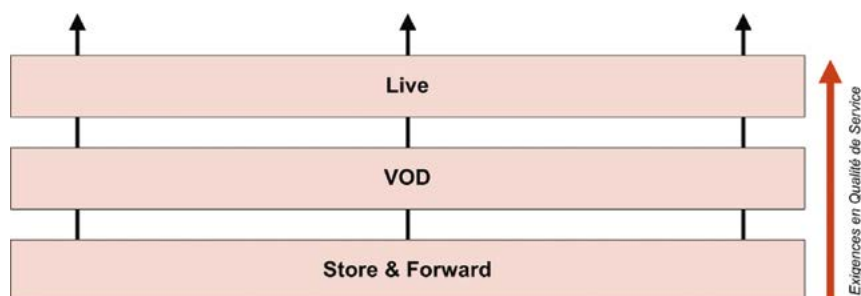 Live
VOD
Store & Forward
Exigences en Qualité de Service